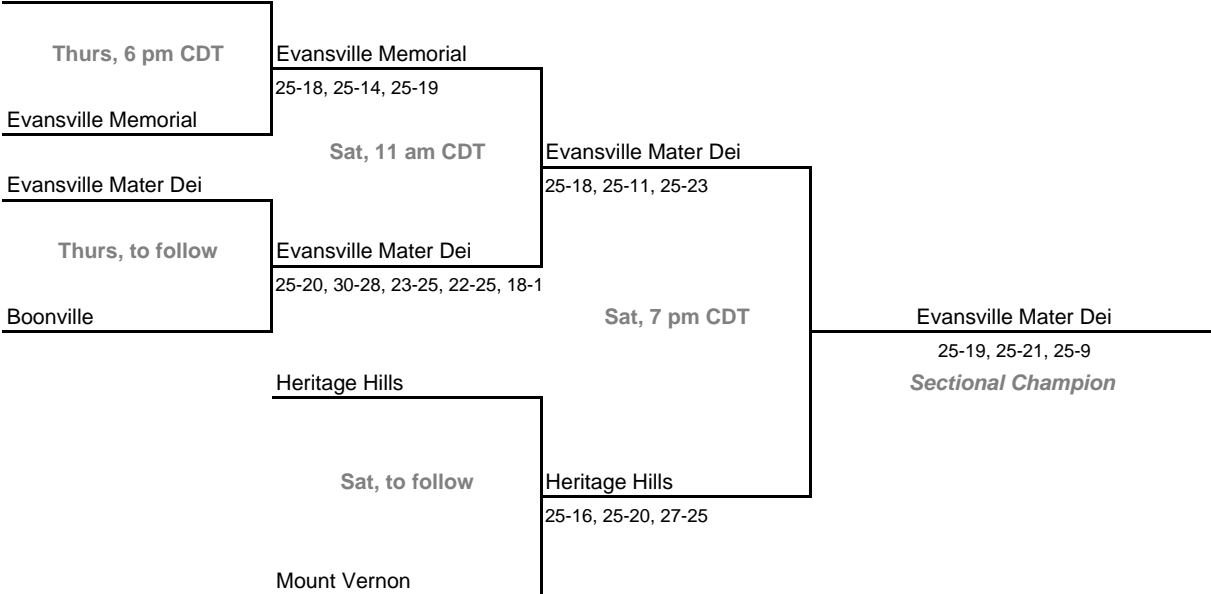 Thurs, 6 pm CDT
Evansville Memorial
25-18, 25-14, 25-19
Evansville Memorial
Sat, 11 am CDT
Evansville Mater Dei
Evansville Mater Dei
25-18, 25-11, 25-23
Thurs, to follow
Evansville Mater Dei
25-20, 30-28, 23-25, 22-25, 18-1
Boonville
Sat, 7 pm CDT
Evansville Mater Dei
25-19, 25-21, 25-9
Heritage Hills
Sectional Champion
Sat, to follow
Heritage Hills
25-16, 25-20, 27-25
Mount Vernon